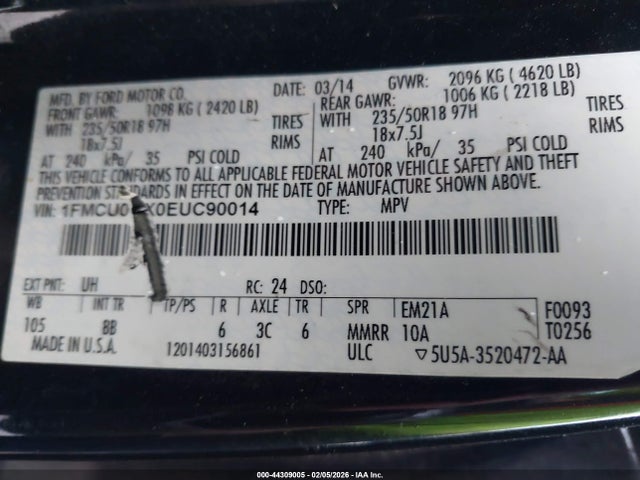 MFD. BY FORD MOTOR CO. DATE: 03/14 GVWR: 2096 KG ( 4620 LB)
FRONT GAWR: 1098 KG ( 2420 LB) REAR GAWR: 1006 KG ( 2218 LB)
WITH 235/50R18 97H TIRES WITH 235/50R18 97H TIRES
18x7.5J RIMS 18x7.5J RIMS
AT 240 kPa/ 35 PSI COLD AT 240 kPa/ 35 PSI COLD
THIS VEHICLE CONFORMS TO ALL APPLICABLE FEDERAL MOTOR VEHICLE SAFETY AND THEFT
PREVENTION STANDARDS IN EFFECT ON THE DATE OF MANUFACTURE SHOWN ABOVE.
VIN: TYPE: MPV
EXT PNT: UH RC: 24 DSO:
WB INT TR TP/PS R AXLE TR SPR EM21A F0093
105 8B 6 3C 6 MMRR 10A T0256
MADE IN U.S.A. 1201403156861 ULC ▽5U5A-3520472-AA
000-44309005 - 02/05/2026 - IAA Inc.